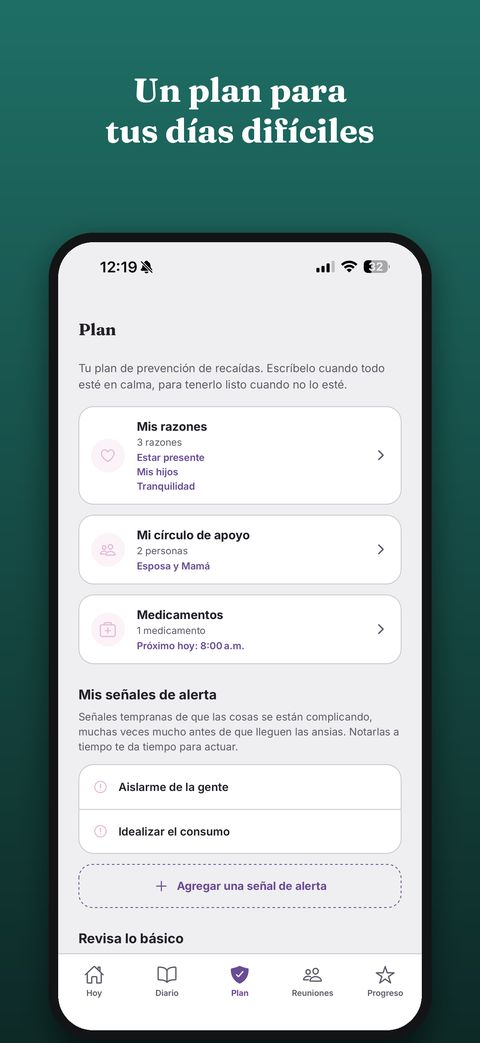 Un plan para
tus días difíciles
12:19
32
Plan
Tu plan de prevención de recaídas. Escríbelo cuando todo
esté en calma, para tenerlo listo cuando no lo esté.
Mis razones
3 razones
Estar presente
Mis hijos
Tranquilidad
Mi círculo de apoyo
2 personas
Esposa y Mamá
Medicamentos
1 medicamento
Próximo hoy: 8:00 a.m.
Mis señales de alerta
Señales tempranas de que las cosas se están complicando,
muchas veces mucho antes de que lleguen las ansias. Notarlas a
tiempo te da tiempo para actuar.
Aislarme de la gente
Idealizar el consumo
+ Agregar una señal de alerta
Revisa lo básico
Hoy
Diario
Plan
Reuniones
Progreso